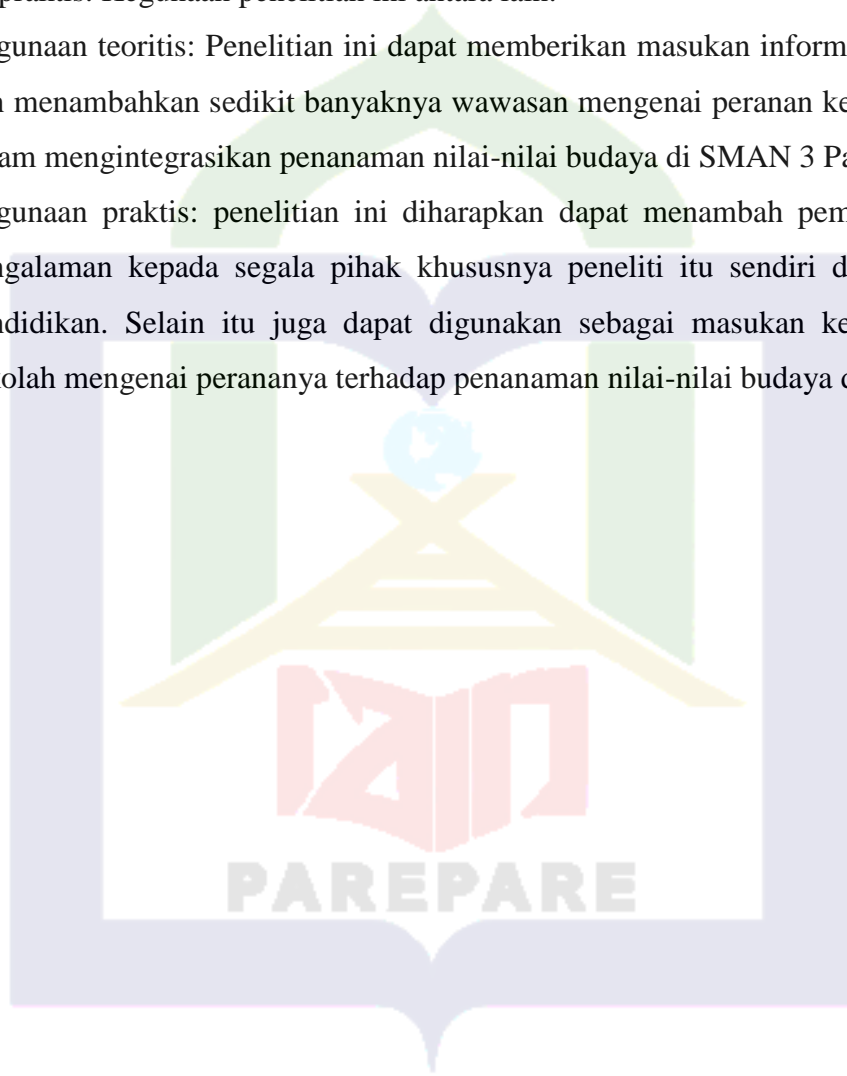 praktis. Kegunaan penelitian ini antara lain:
gunaan teoritis: Penelitian ini dapat memberikan masukan inform
n menambahkan sedikit banyaknya wawasan mengenai peranan ke
am mengintegrasikan penanaman nilai-nilai budaya di SMAN 3 Pa
gunaan praktis: penelitian ini diharapkan dapat menambah pem
ngalaman kepada segala pihak khususnya peneliti itu sendiri d
ndidikan. Selain itu juga dapat digunakan sebagai masukan ke
kolah mengenai perananya terhadap penanaman nilai-nilai budaya d
iain
PAREPARE